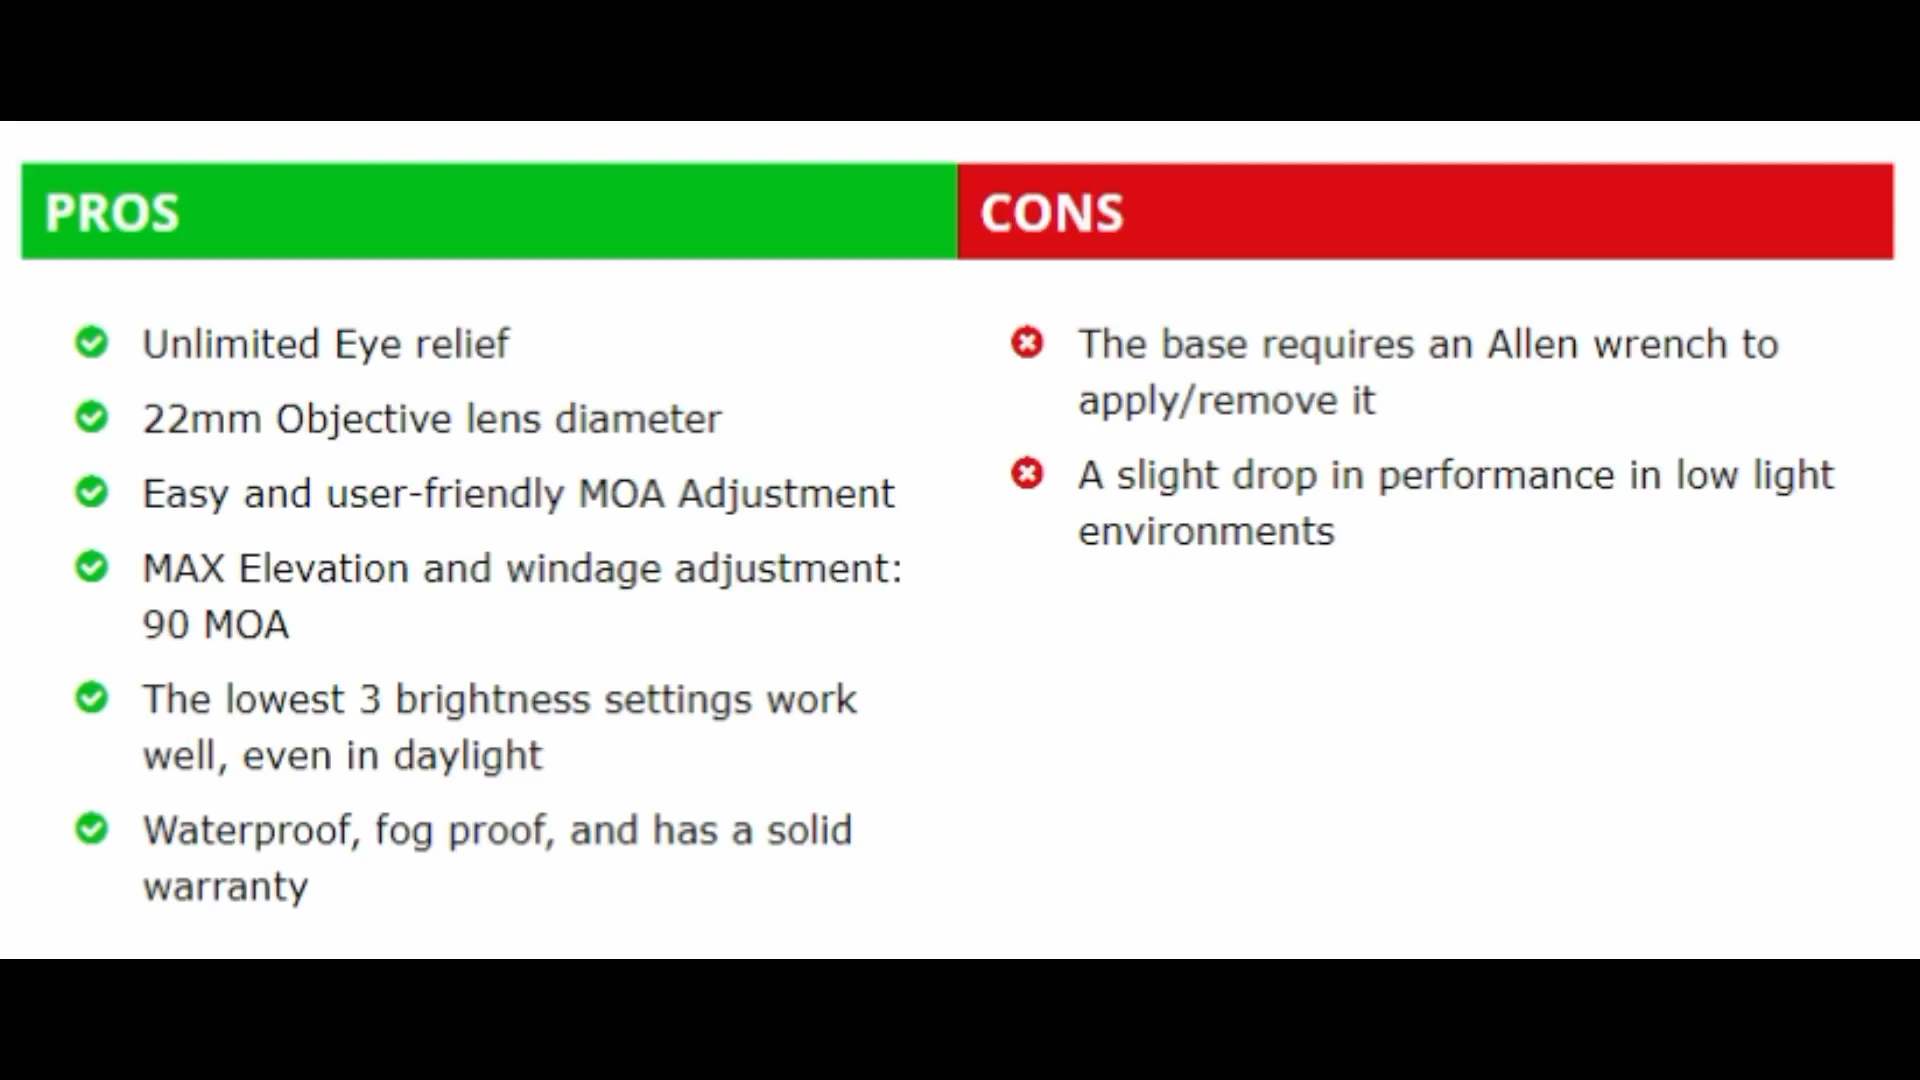 PROS
Unlimited Eye relief
22mm Objective lens diameter
Easy and user-friendly MOA Adjustment
MAX Elevation and windage adjustment:
90 MOA
The lowest 3 brightness settings work
well, even in daylight
Waterproof, fog proof, and has a solid
warranty
CONS
The base requires an Allen wrench to
apply/remove it
A slight drop in performance in low light
environments